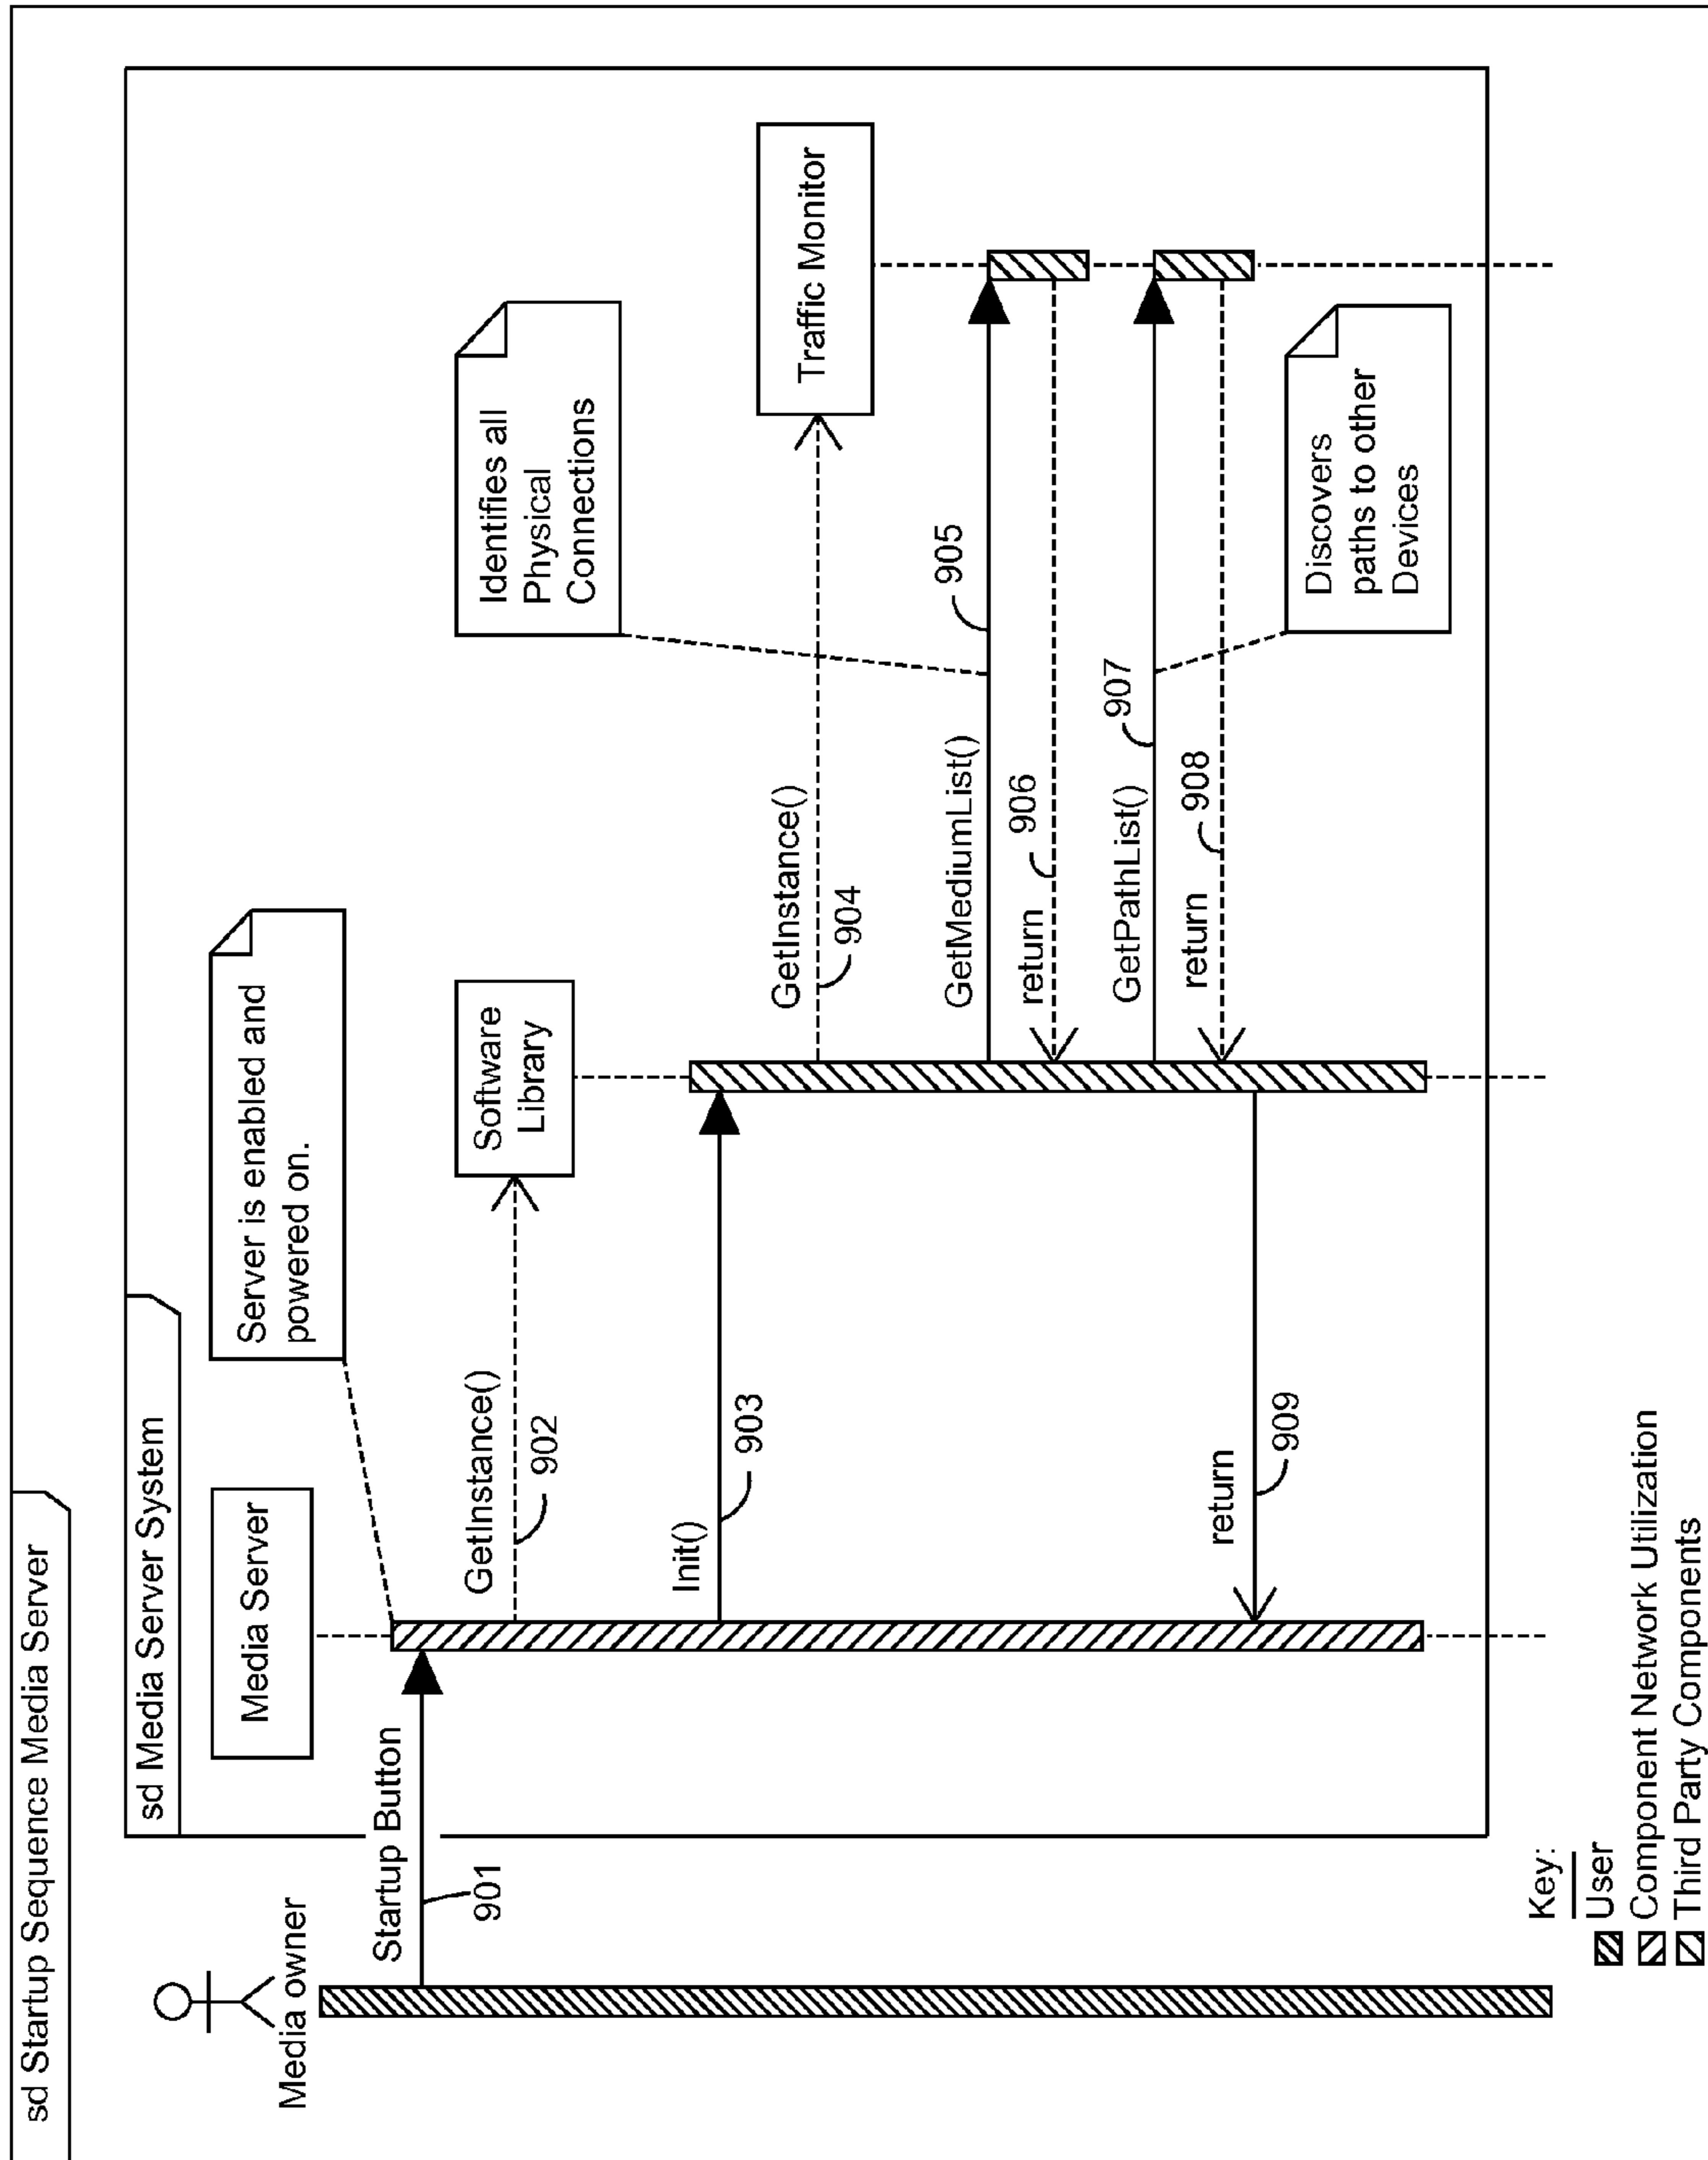 sd Startup Sequence Media Server
sd Media Server System
Media owner
Media Server
Server is enabled and
powered on.
Startup Button
901
GetInstance()
902
Software
Library
Init()
903
GetInstance()
904
Traffic Monitor
Identifies all
Physical
Connections
GetMediumList()
905
return
906
GetPathList()
907
return
908
Discovers
paths to other
Devices
return
909
Key:
User
Component Network Utilization
Third Party Components